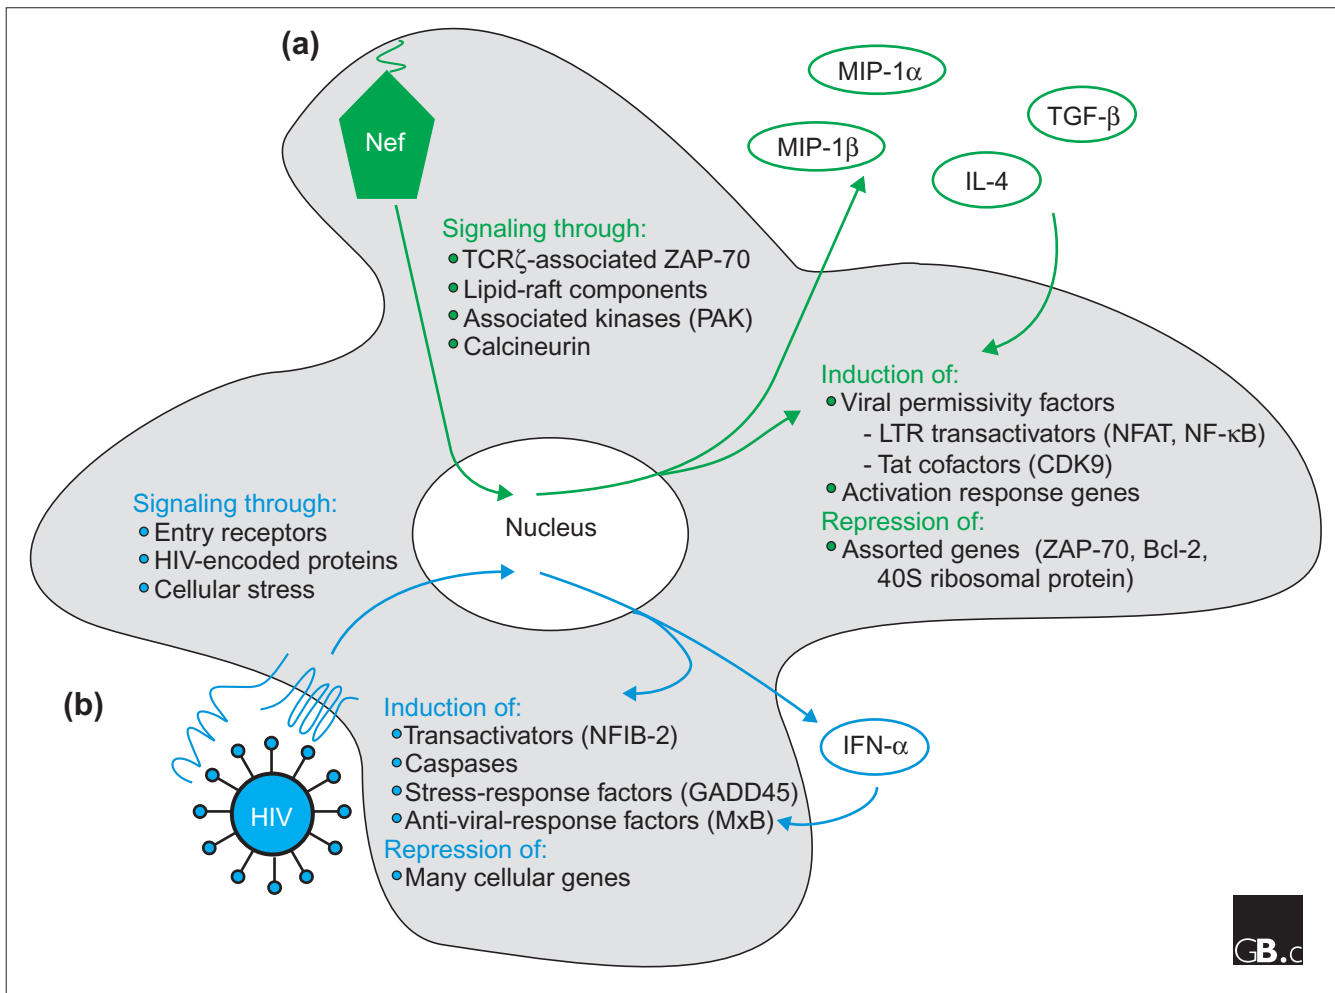 (a)
Nef
MIP-1α
MIP-1β
TGF-β
IL-4
Signaling through:
• TCRζ-associated ZAP-70
• Lipid-raft components
• Associated kinases (PAK)
• Calcineurin
Induction of:
• Viral permissivity factors
- LTR transactivators (NFAT, NF-κB)
- Tat cofactors (CDK9)
• Activation response genes
Repression of:
• Assorted genes (ZAP-70, Bcl-2,
40S ribosomal protein)
Nucleus
Signaling through:
• Entry receptors
• HIV-encoded proteins
• Cellular stress
(b)
HIV
Induction of:
• Transactivators (NFIB-2)
• Caspases
• Stress-response factors (GADD45)
• Anti-viral-response factors (MxB)
Repression of:
• Many cellular genes
IFN-α
GB.c